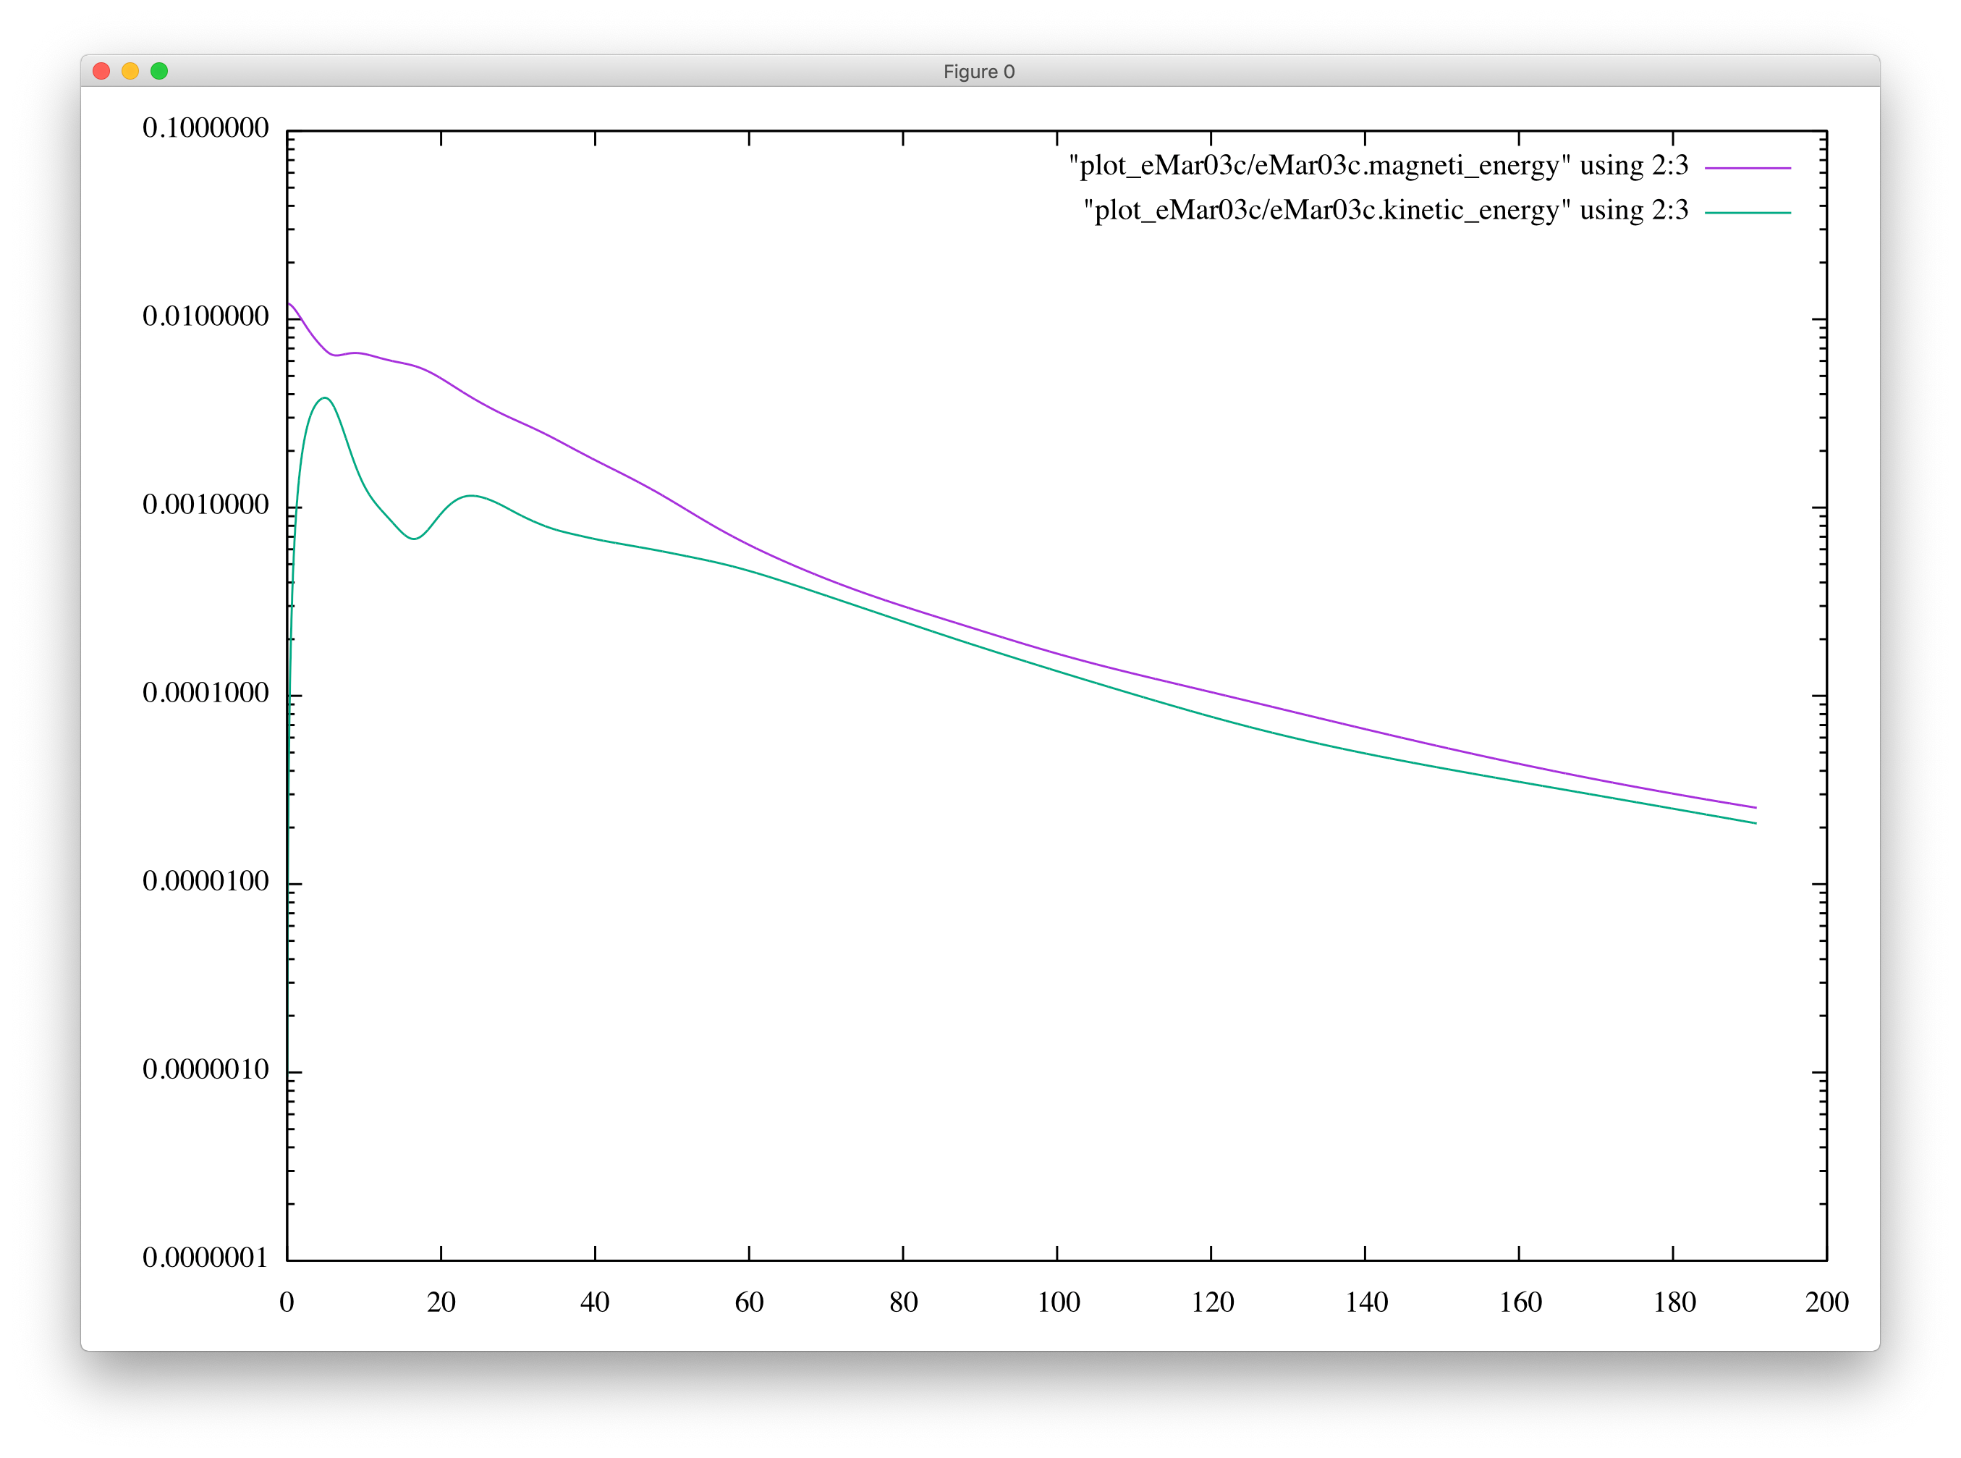 Figure 0
0.1000000
"plot_eMar03c/eMar03c.magneti_energy" using 2:3
"plot_eMar03c/eMar03c.kinetic_energy" using 2:3
0.0100000
0.0010000
0.0001000
0.0000100
0.0000010
0.0000001
0 20 40 60 80 100 120 140 160 180 200